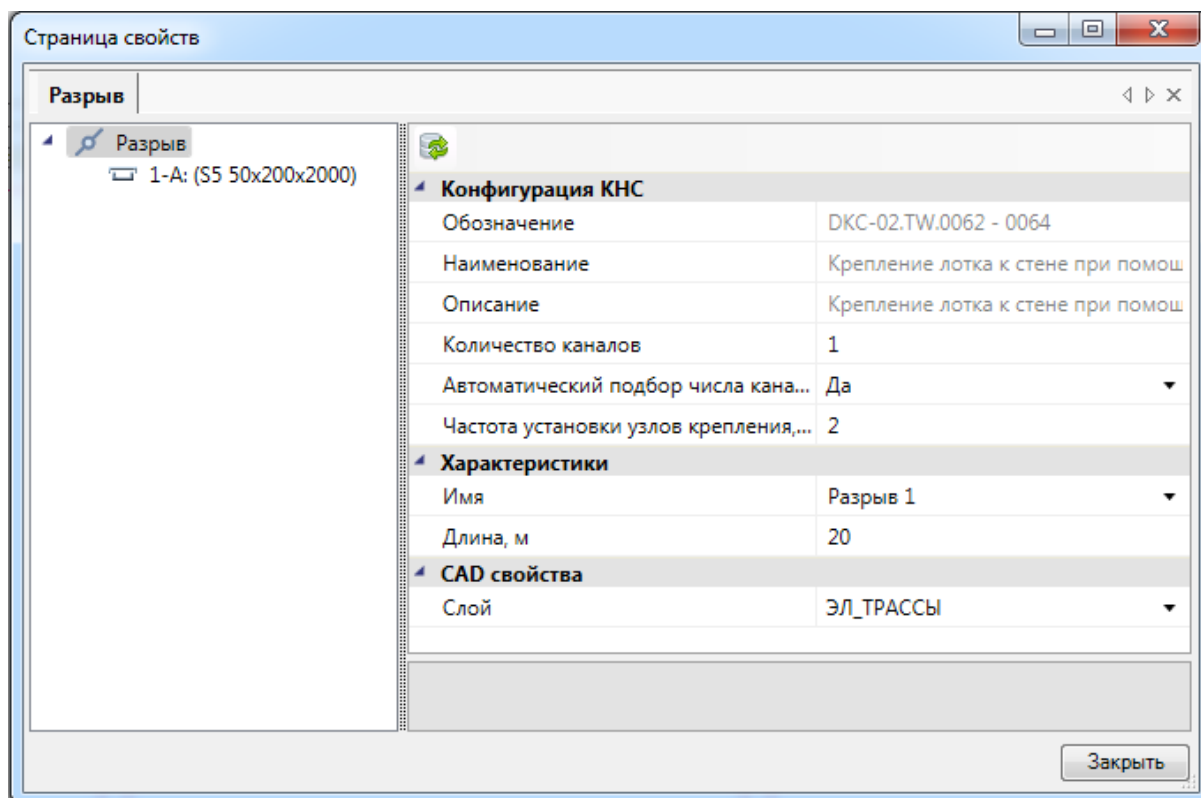 Страница свойств
Разрыв
Разрыв
1-A: (S5 50x200x2000)
Конфигурация КНС
Обозначение DKC-02.TW.0062 - 0064
Наименование Крепление лотка к стене при помощ
Описание Крепление лотка к стене при помощ
Количество каналов 1
Автоматический подбор числа кана... Да
Частота установки узлов крепления,... 2
Характеристики
Имя Разрыв 1
Длина, м 20
CAD свойства
Слой ЭЛ_ТРАССЫ
Закрыть